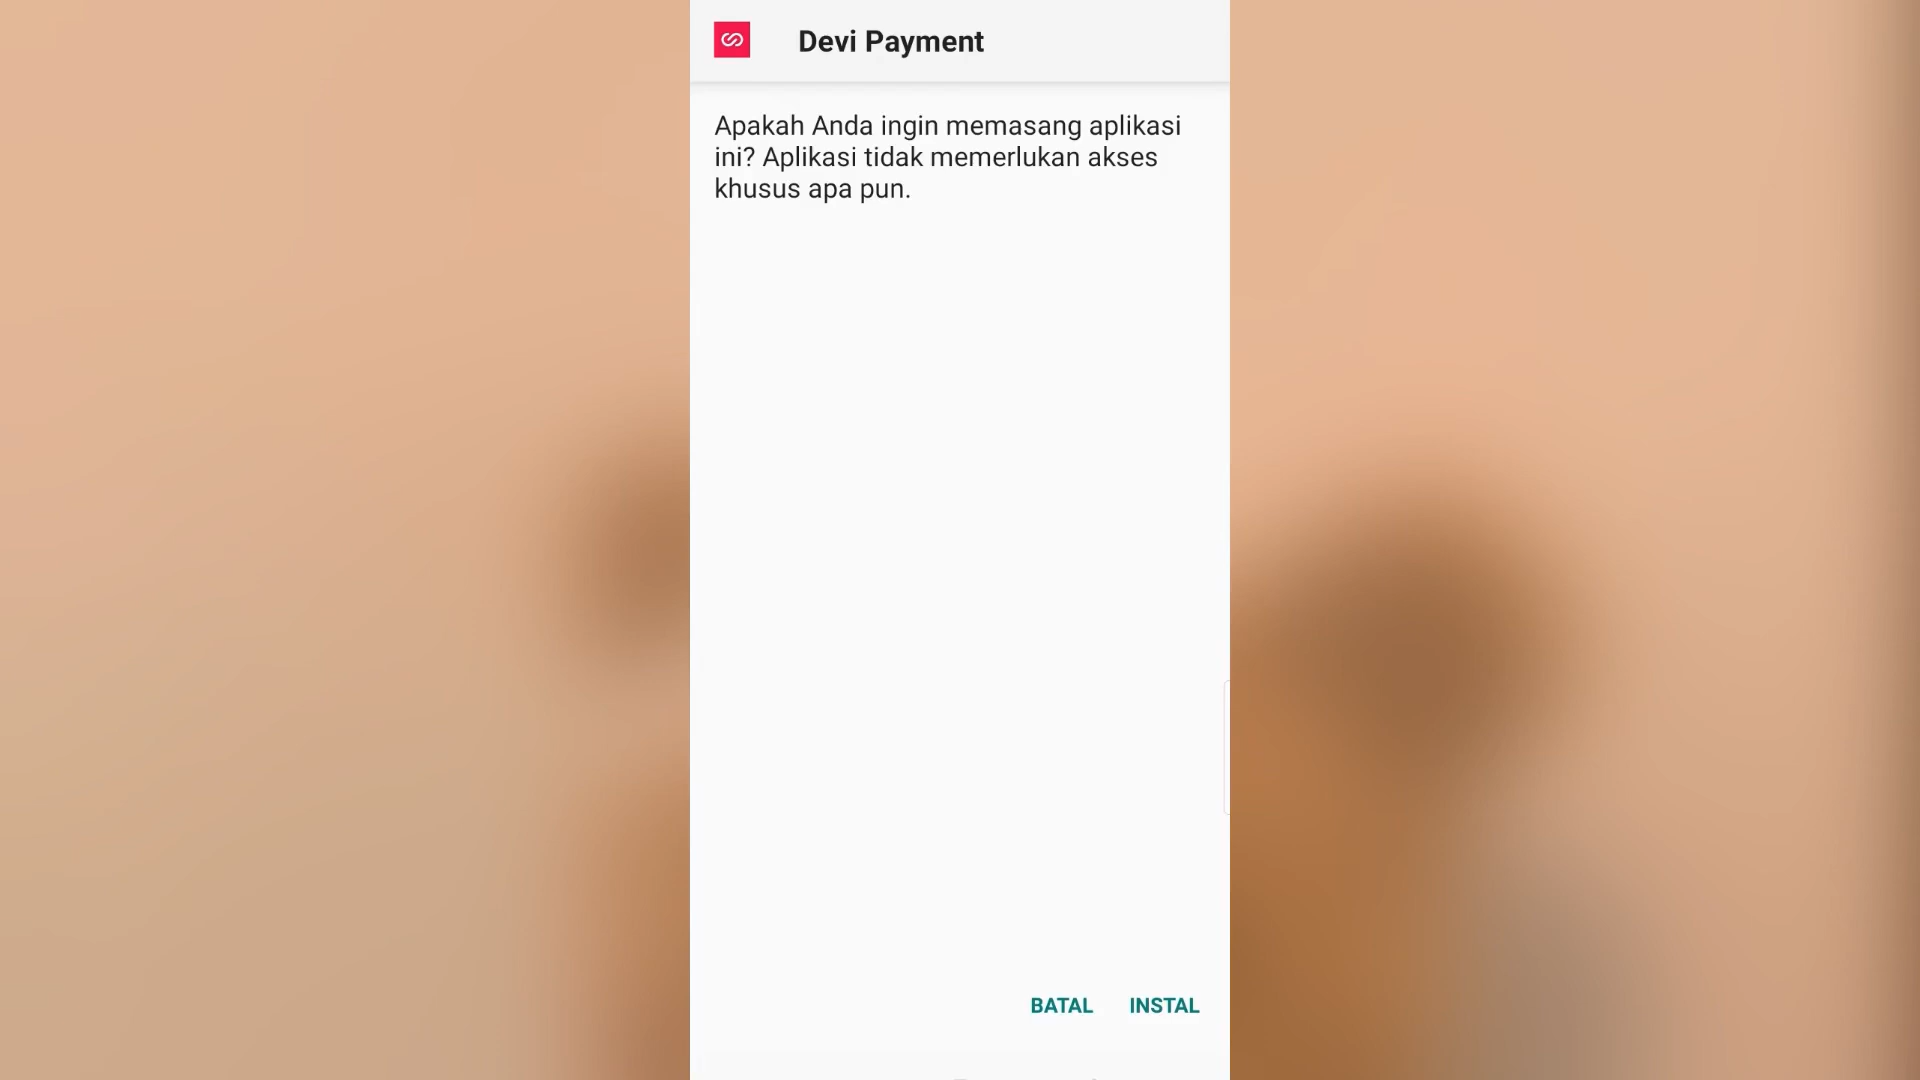 Devi Payment
Apakah Anda ingin memasang aplikasi
ini? Aplikasi tidak memerlukan akses
khusus apa pun.
BATAL INSTAL